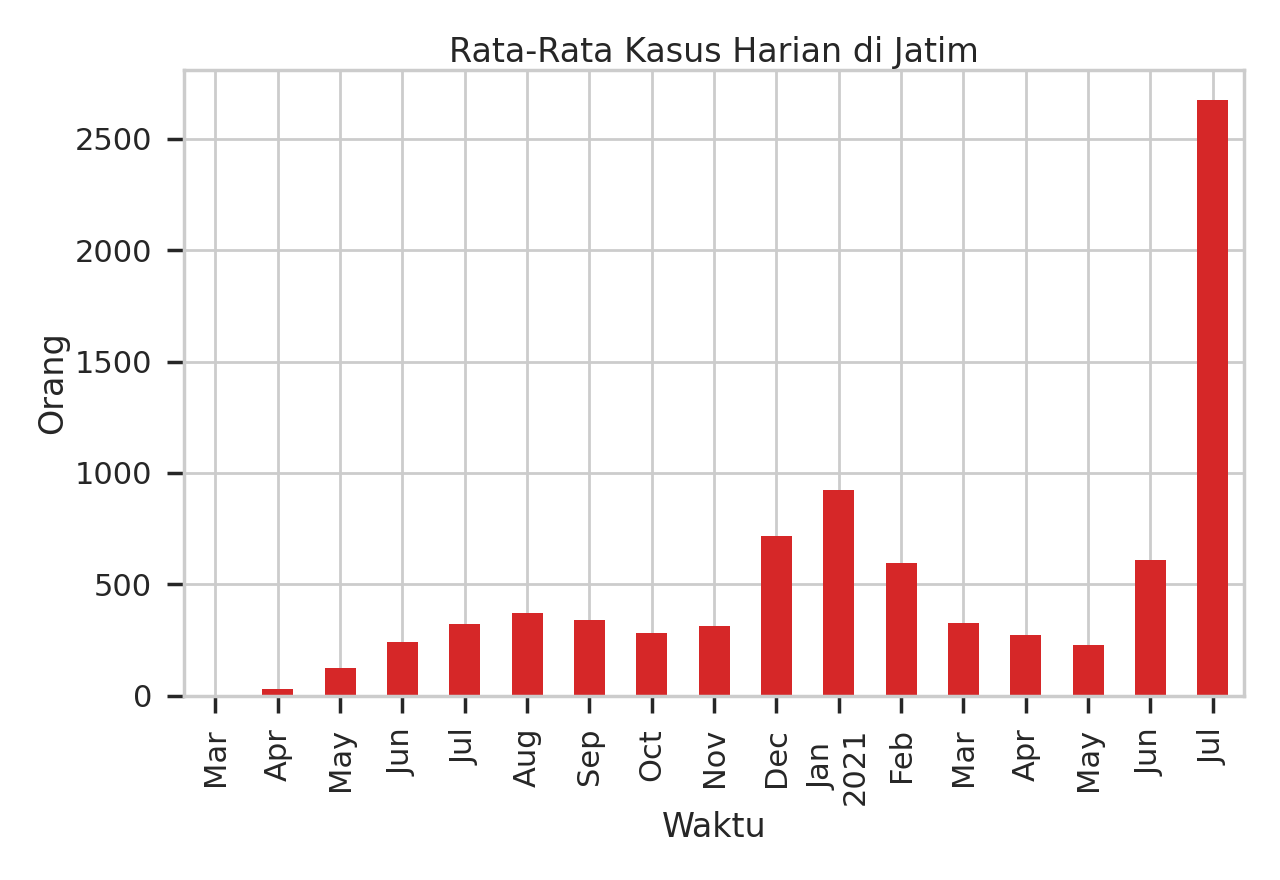 Rata-Rata Kasus Harian di Jatim
Orang
2500
2000
1500
1000
500
0
Mar
Apr
May
Jun
Jul
Aug
Sep
Oct
Nov
Dec
Jan
2021
Feb
Mar
Apr
May
Jun
Jul
Waktu